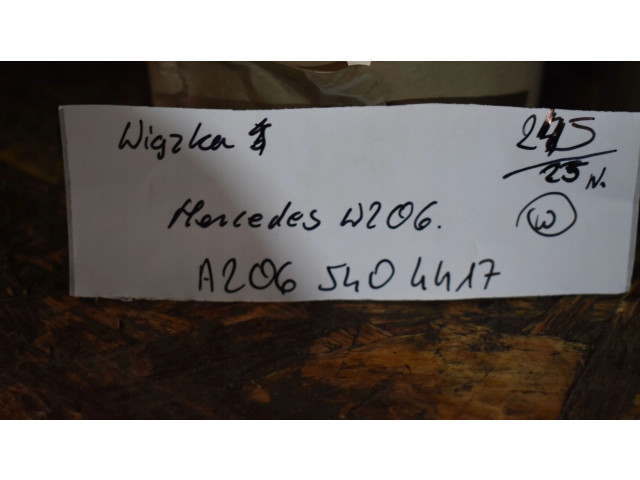 Wiązka
245
25 N.
W
Mercedes W206.
A206 540 4417